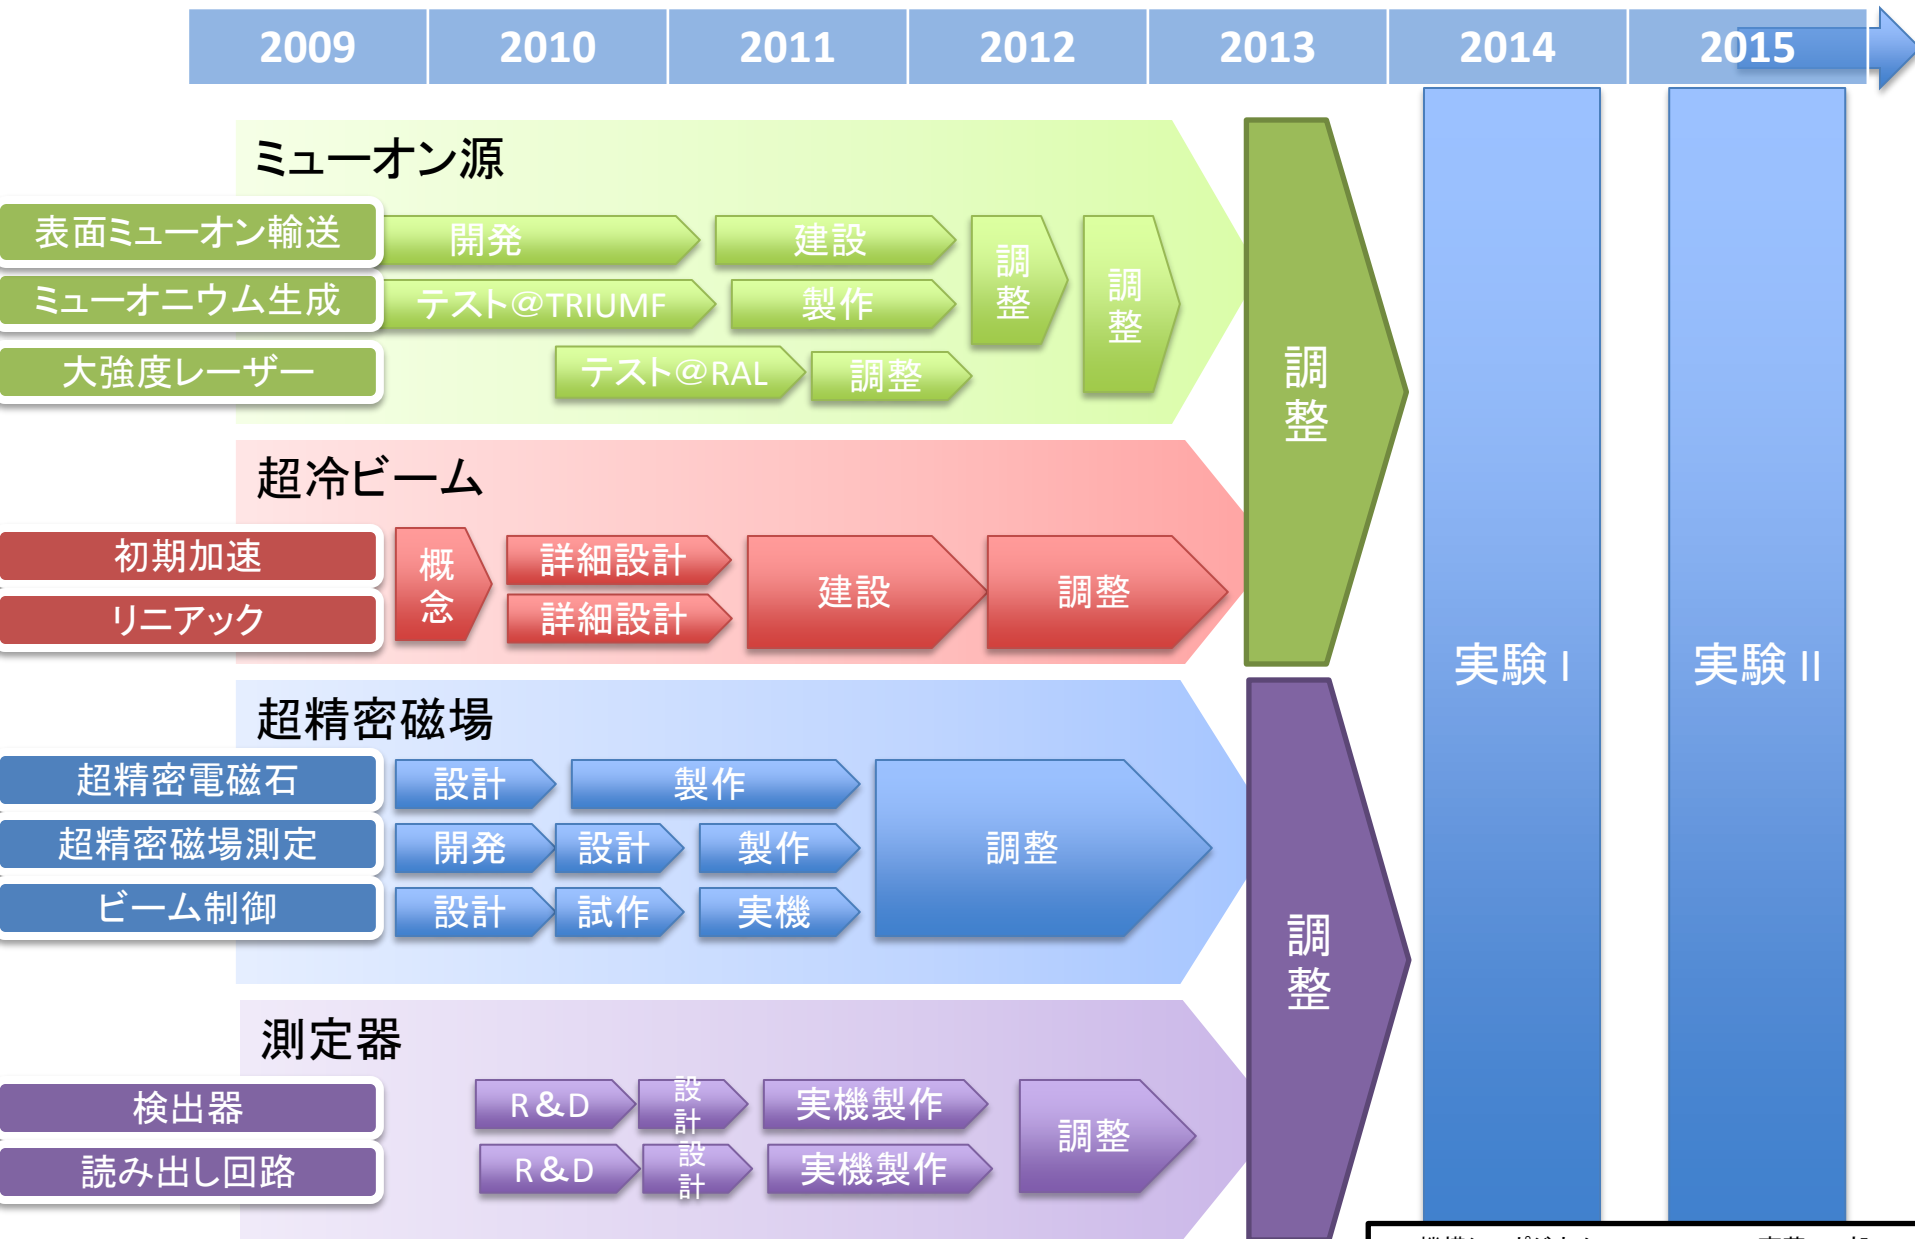 2009 2010 2011 2012 2013 2014 2015
ミューオン源
表面ミューオン輸送 開発 建設 調整 調整
ミューオニウム生成 テスト@TRIUMF 製作
大強度レーザー テスト@RAL 調整
調整
超冷ビーム
初期加速 概念 詳細設計 建設 調整
リニアック 詳細設計
実験 I 実験 II
超精密磁場
超精密電磁石 設計 製作
超精密磁場測定 開発 設計 製作 調整
ビーム制御 設計 試作 実機
調整
測定器
検出器 R&D 設計 実機製作 調整
読み出し回路 R&D 設計 実機製作